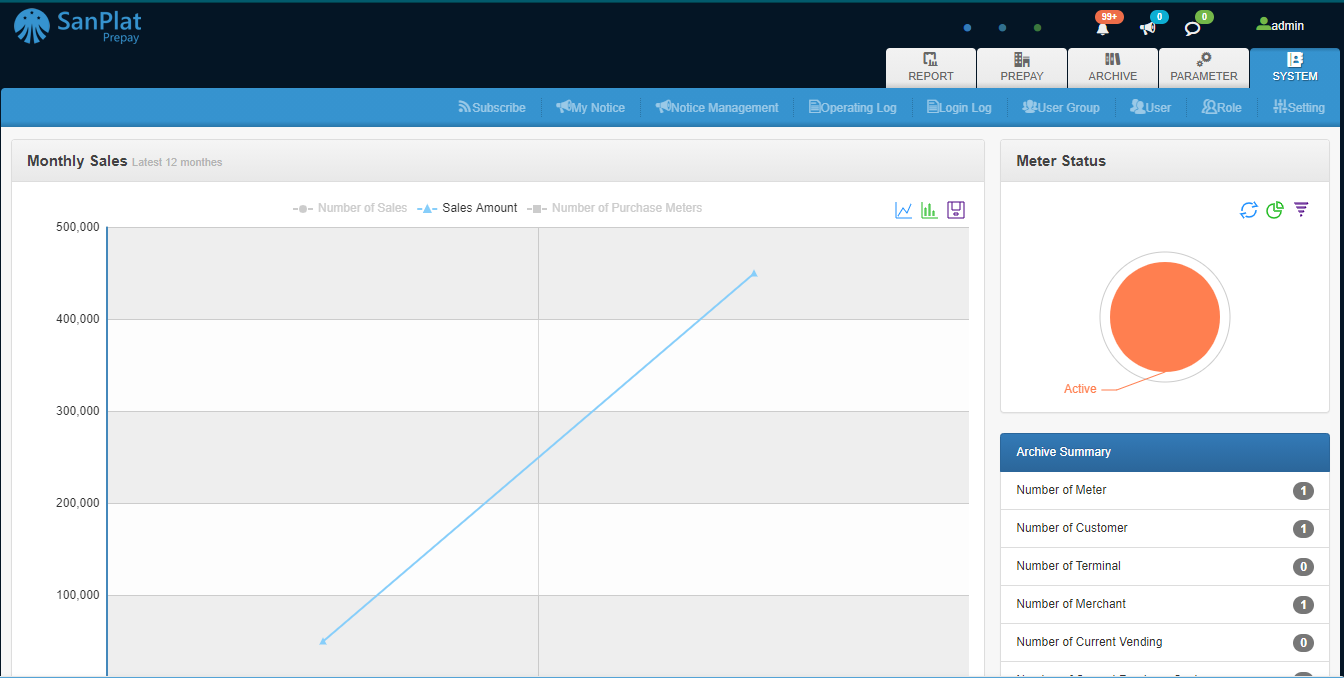 SanPlat
Prepay
99+
0
0
admin
REPORT
PREPAY
ARCHIVE
PARAMETER
SYSTEM
Subscribe
My Notice
Notice Management
Operating Log
Login Log
User Group
User
Role
Setting
Monthly Sales Latest 12 monthes
Number of Sales
Sales Amount
Number of Purchase Meters
500,000
400,000
300,000
200,000
100,000
Meter Status
Active
Archive Summary
Number of Meter 1
Number of Customer 1
Number of Terminal 0
Number of Merchant 1
Number of Current Vending 0